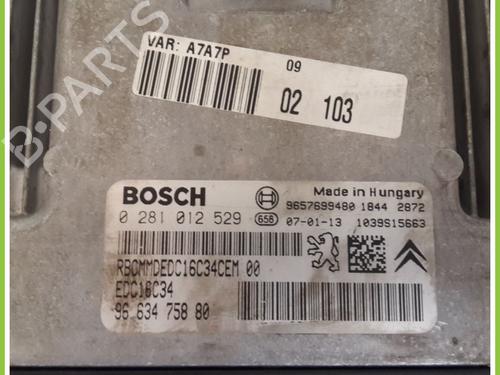 VAR: A7A7P
09
02 103
B-PARTS
BOSCH
Made in Hungary
0 281 012 529
658
9657699480 1844 2872
07-01-13 1039S15663
RBOMMDEDC16C34CEM 00
EDC16C34
96 634 758 80